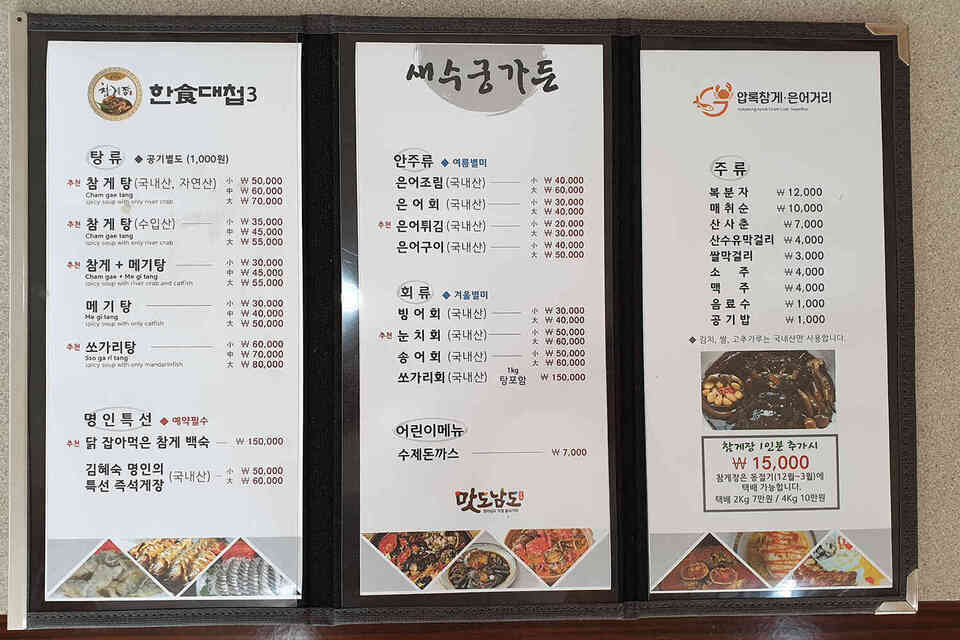 한食대첩3
탕 류 ◆ 공기별도 (1,000원)
추천 참 게 탕 (국내산, 자연산) 小 ₩ 50,000
Cham gae tang 中 ₩ 60,000
spicy soup with only river crab 大 ₩ 70,000
추천 참 게 탕 (수입산) 小 ₩ 35,000
Cham gae tang 中 ₩ 45,000
spicy soup with only river crab 大 ₩ 55,000
추천 참게 + 메기탕 小 ₩ 30,000
Cham gae + Me gi tang 中 ₩ 45,000
spicy soup with river crab and catfish 大 ₩ 55,000
메 기 탕 小 ₩ 30,000
Me gi tang 中 ₩ 40,000
spicy soup with only catfish 大 ₩ 50,000
추천 쏘가리탕 小 ₩ 60,000
Sso ga ri tang 中 ₩ 70,000
spicy soup with only mandarinfish 大 ₩ 80,000
명 인 특 선 ◆ 예약필수
추천 닭 잡아먹은 참게 백숙 ₩ 150,000
김혜숙 명인의 (국내산) 小 ₩ 50,000
특선 즉석게장 大 ₩ 60,000
새수궁가든
안주류 ◆ 여름별미
은어조림 (국내산) 小 ₩ 40,000
大 ₩ 60,000
은 어 회 (국내산) 小 ₩ 30,000
大 ₩ 40,000
추천 은어튀김 (국내산) 小 ₩ 20,000
大 ₩ 30,000
은어구이 (국내산) 小 ₩ 40,000
大 ₩ 50,000
회 류 ◆ 겨울별미
빙 어 회 (국내산) 小 ₩ 30,000
大 ₩ 40,000
추천 눈 치 회 (국내산) 小 ₩ 50,000
大 ₩ 60,000
송 어 회 (국내산) 小 ₩ 50,000
大 ₩ 60,000
쏘가리회 (국내산) 1kg 탕포함 ₩ 150,000
어린이메뉴
수제돈까스 ₩ 7,000
맛도남도
압록참게·은어거리
주 류
복 분 자 ₩ 12,000
매 취 순 ₩ 10,000
산 사 춘 ₩ 7,000
산수유막걸리 ₩ 4,000
쌀막걸리 ₩ 3,000
소 주 ₩ 4,000
맥 주 ₩ 4,000
음 료 수 ₩ 1,000
공 기 밥 ₩ 1,000
◆ 김치, 쌀, 고추가루는 국내산만 사용합니다.
참게장 1인분 추가시
₩ 15,000
참게장은 동절기(12월~3월)에
택배 가능합니다.
택배 2Kg 7만원 / 4Kg 10만원